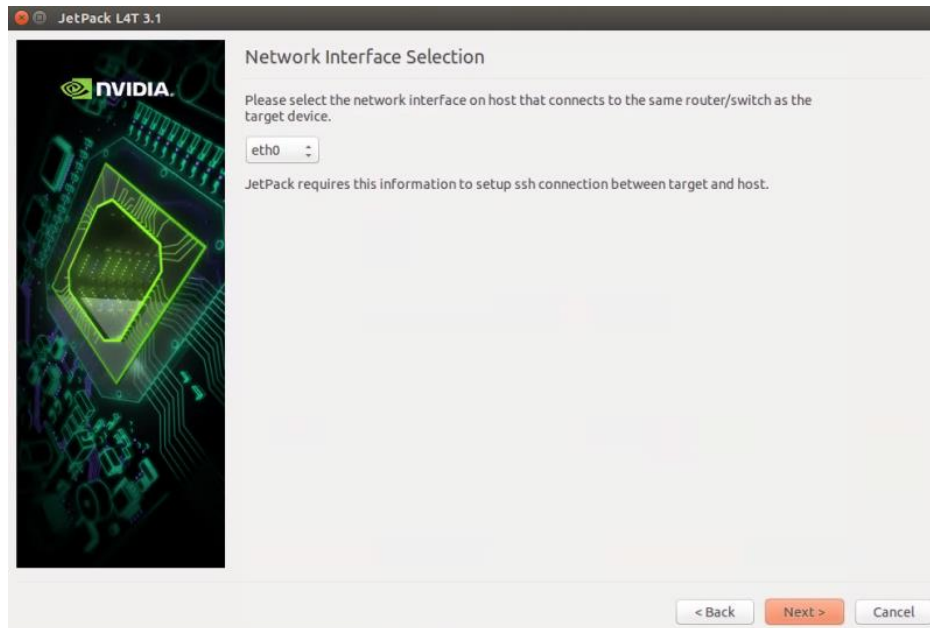 JetPack L4T 3.1
NVIDIA.
Network Interface Selection
Please select the network interface on host that connects to the same router/switch as the
target device.
eth0
JetPack requires this information to setup ssh connection between target and host.
< Back
Next >
Cancel